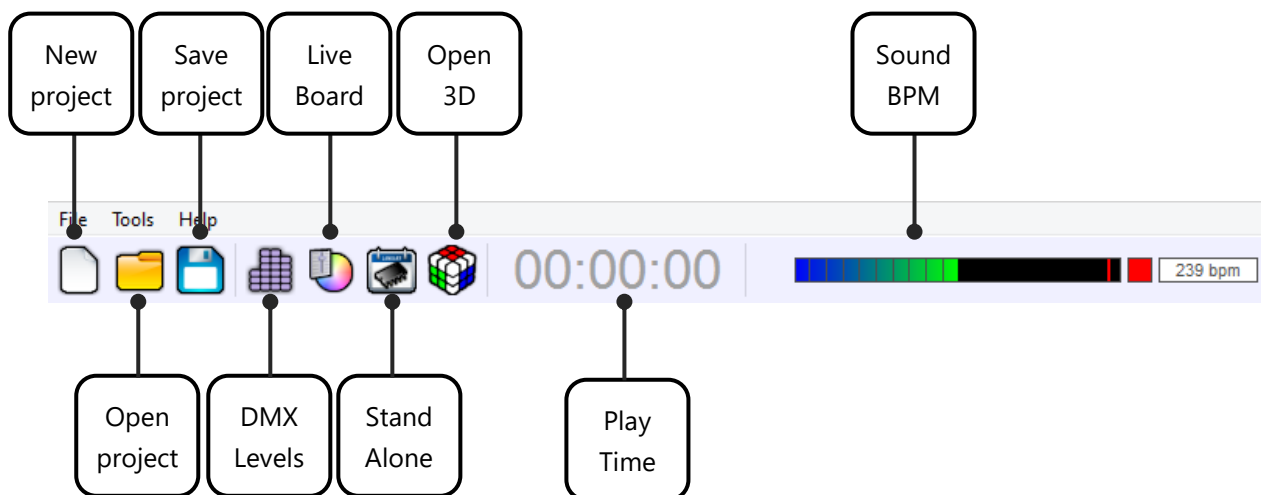 New
project
Save
project
Live
Board
Open
3D
Sound
BPM
File Tools Help
00:00:00
239 bpm
Open
project
DMX
Levels
Stand
Alone
Play
Time